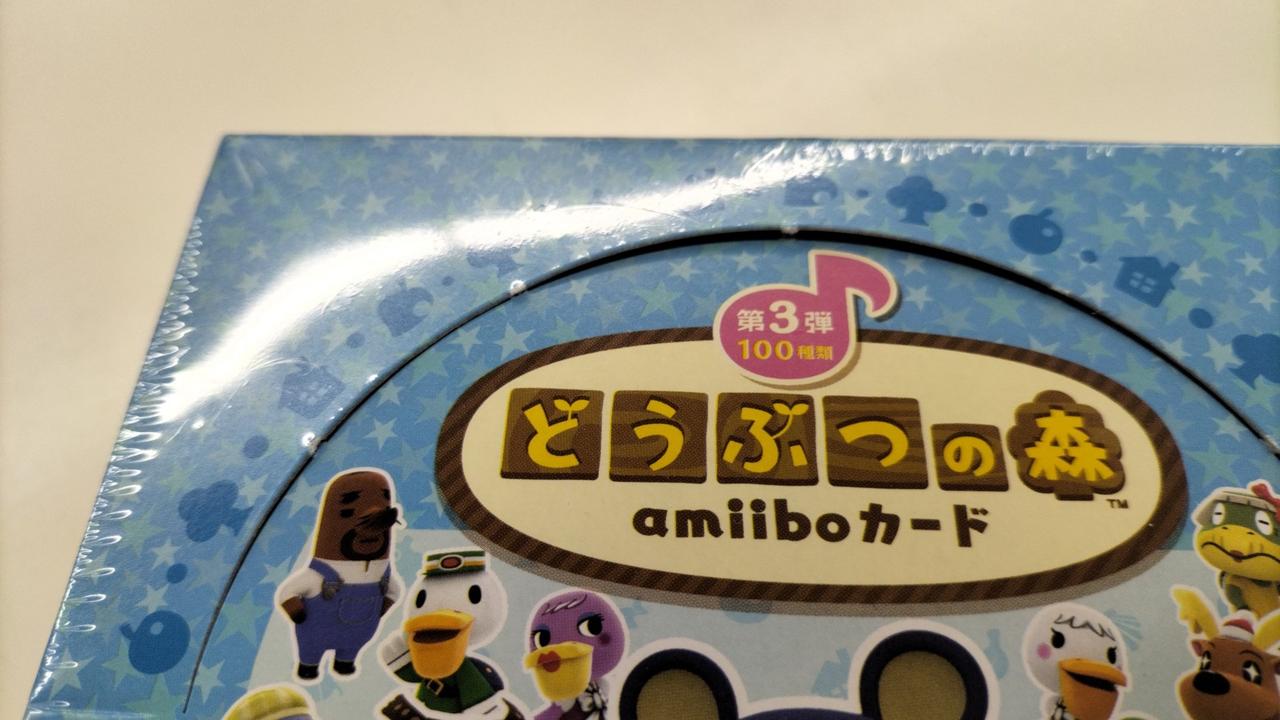 第3弾
100種類
どうぶつの森
™
amiiboカード